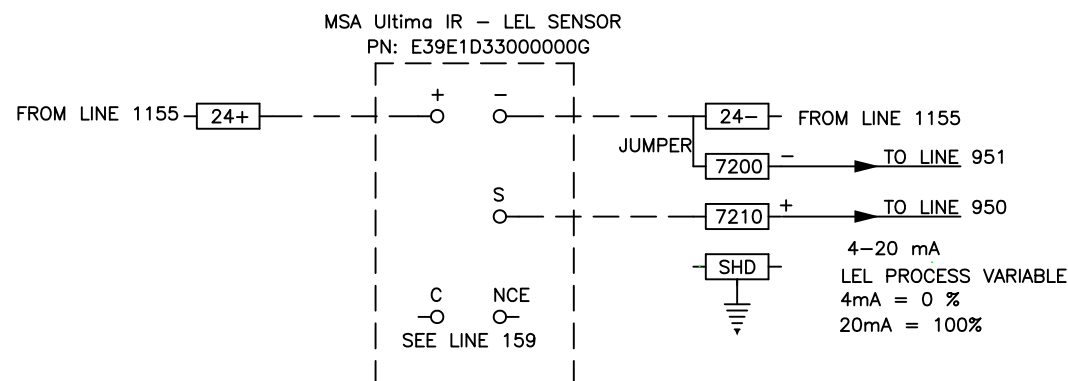 MSA Ultima IR – LEL SENSOR
PN: E39E1D33000000G
+ –
FROM LINE 1155 24+
24– FROM LINE 1155
JUMPER
7200 – TO LINE 951
S
7210 + TO LINE 950
4–20 mA
SHD
LEL PROCESS VARIABLE
4mA = 0 %
20mA = 100%
C NCE
SEE LINE 159